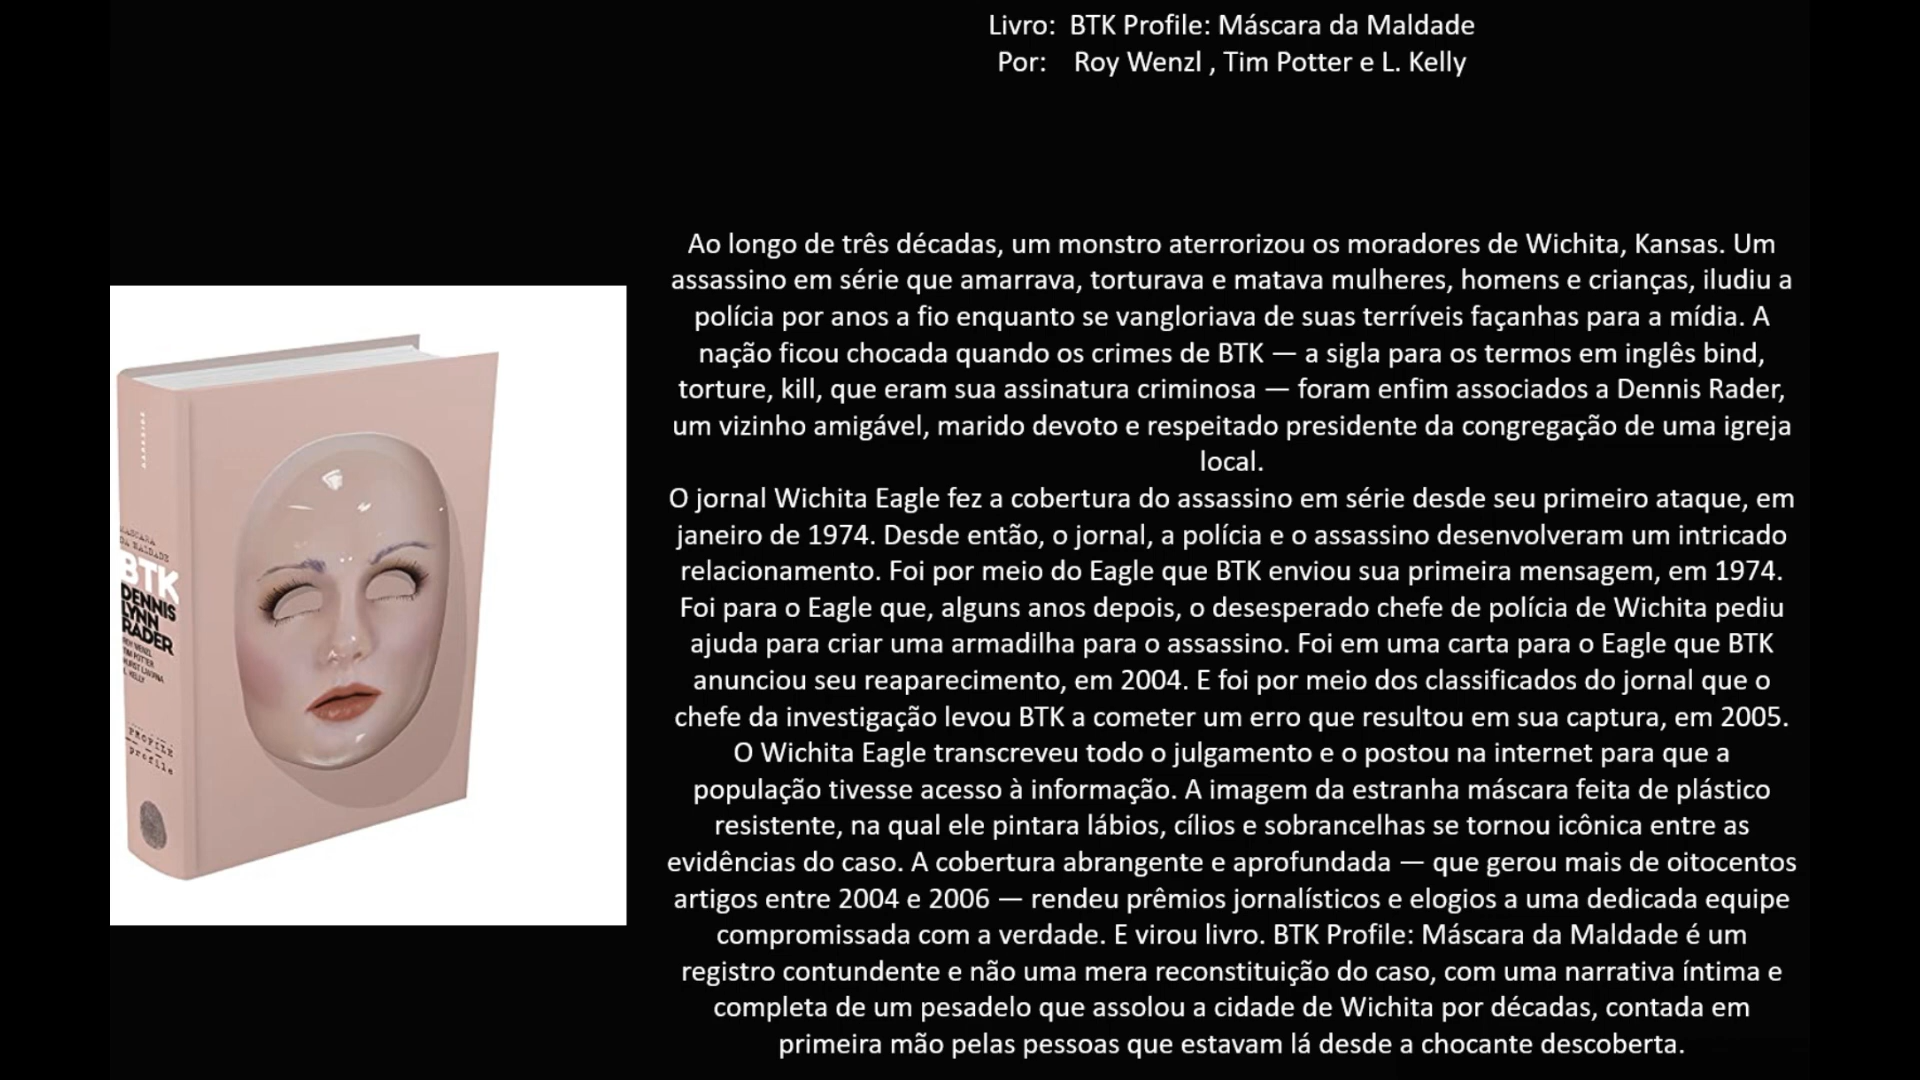 Livro: BTK Profile: Máscara da Maldade
Por: Roy Wenzl , Tim Potter e L. Kelly
Ao longo de três décadas, um monstro aterrorizou os moradores de Wichita, Kansas. Um
assassino em série que amarrava, torturava e matava mulheres, homens e crianças, iludiu a
polícia por anos a fio enquanto se vangloriava de suas terríveis façanhas para a mídia. A
nação ficou chocada quando os crimes de BTK — a sigla para os termos em inglês bind,
torture, kill, que eram sua assinatura criminosa — foram enfim associados a Dennis Rader,
um vizinho amigável, marido devoto e respeitado presidente da congregação de uma igreja
local.
O jornal Wichita Eagle fez a cobertura do assassino em série desde seu primeiro ataque, em
janeiro de 1974. Desde então, o jornal, a polícia e o assassino desenvolveram um intricado
relacionamento. Foi por meio do Eagle que BTK enviou sua primeira mensagem, em 1974.
Foi para o Eagle que, alguns anos depois, o desesperado chefe de polícia de Wichita pediu
ajuda para criar uma armadilha para o assassino. Foi em uma carta para o Eagle que BTK
anunciou seu reaparecimento, em 2004. E foi por meio dos classificados do jornal que o
chefe da investigação levou BTK a cometer um erro que resultou em sua captura, em 2005.
O Wichita Eagle transcreveu todo o julgamento e o postou na internet para que a
população tivesse acesso à informação. A imagem da estranha máscara feita de plástico
resistente, na qual ele pintara lábios, cílios e sobrancelhas se tornou icônica entre as
evidências do caso. A cobertura abrangente e aprofundada — que gerou mais de oitocentos
artigos entre 2004 e 2006 — rendeu prêmios jornalísticos e elogios a uma dedicada equipe
compromissada com a verdade. E virou livro. BTK Profile: Máscara da Maldade é um
registro contundente e não uma mera reconstituição do caso, com uma narrativa íntima e
completa de um pesadelo que assolou a cidade de Wichita por décadas, contada em
primeira mão pelas pessoas que estavam lá desde a chocante descoberta.
MÁSCARA
DA MALDADE
BTK
DENNIS
LYNN
RADER
ROY WENZL
TIM POTTER
HURST LAVIANA
L. KELLY
PROFILE
profile